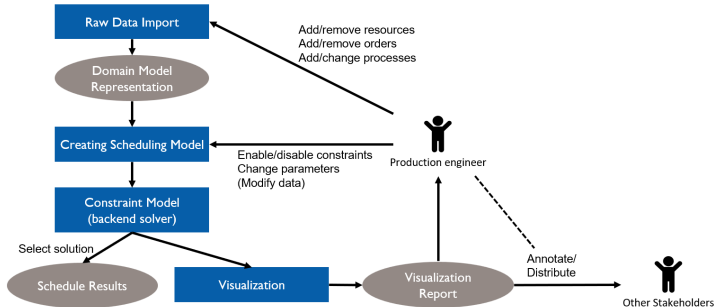 Raw Data Import
Add/remove resources
Add/remove orders
Add/change processes
Domain Model
Representation
Creating Scheduling Model
Enable/disable constraints
Change parameters
(Modify data)
Production engineer
Constraint Model
(backend solver)
Select solution
Schedule Results
Visualization
Visualization
Report
Annotate/
Distribute
Other Stakeholders